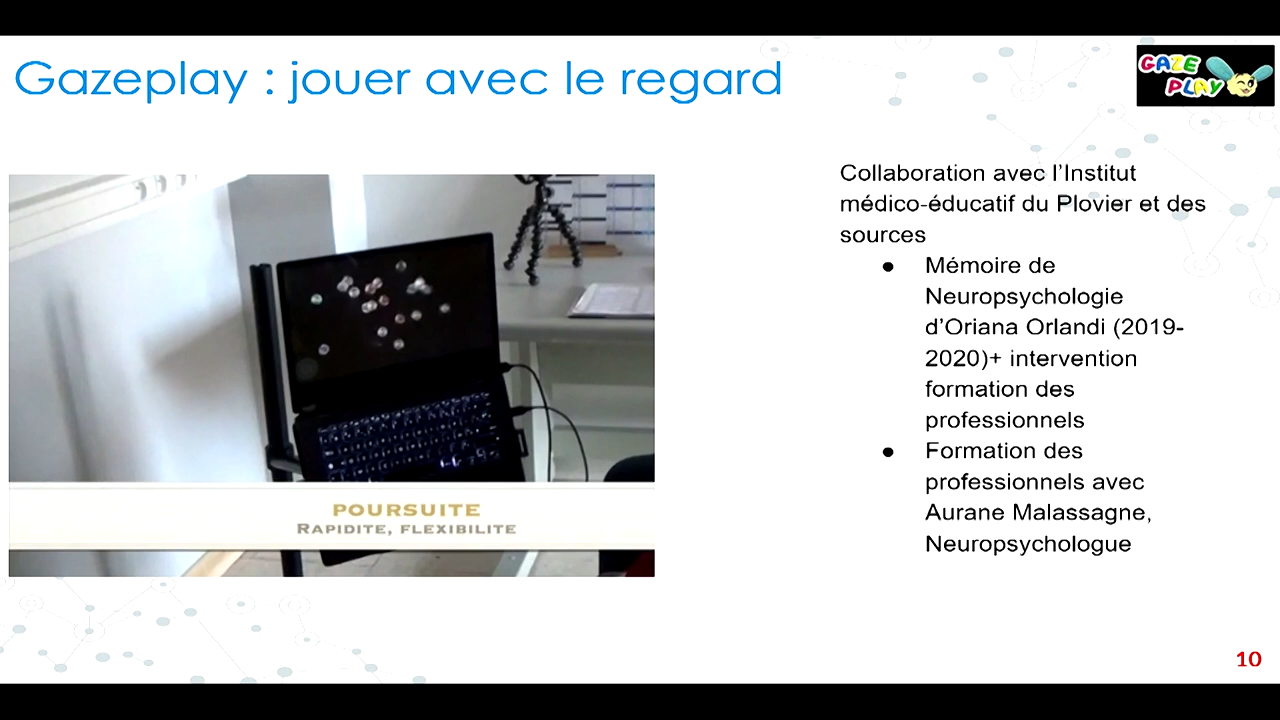 Gazeplay : jouer avec le regard
GAZE
PLAY
Collaboration avec l’Institut
médico-éducatif du Plovier et des
sources
● Mémoire de
Neuropsychologie
d’Oriana Orlandi (2019-
2020)+ intervention
formation des
professionnels
● Formation des
professionnels avec
Aurane Malassagne,
Neuropsychologue
POURSUITE
RAPIDITE, FLEXIBILITE
10